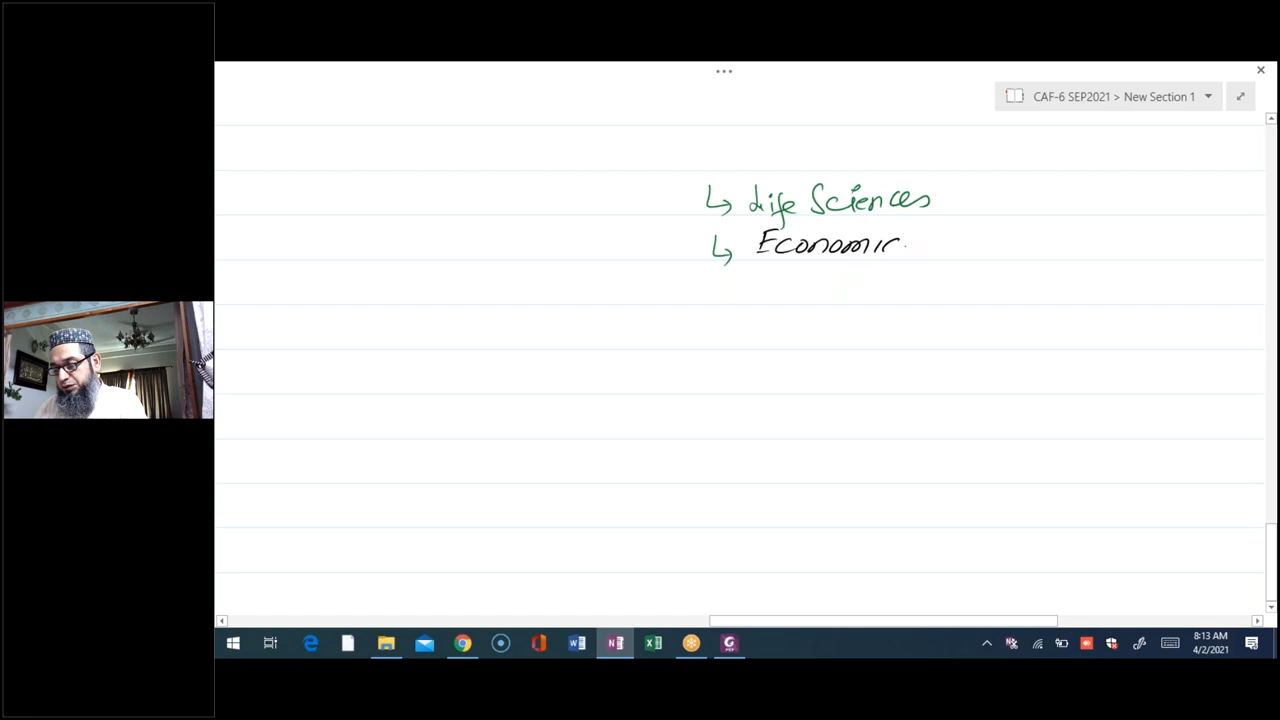 CAF-6 SEP2021 > New Section 1
↳ Life Sciences
↳ Economic
8:13 AM
4/2/2021